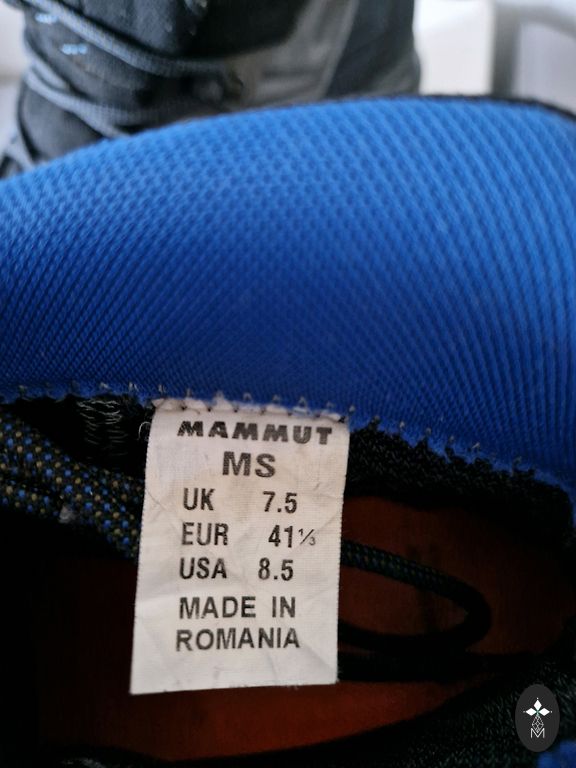 MAMMUT
MS
UK 7.5
EUR 41⅓
USA 8.5
MADE IN
ROMANIA
M